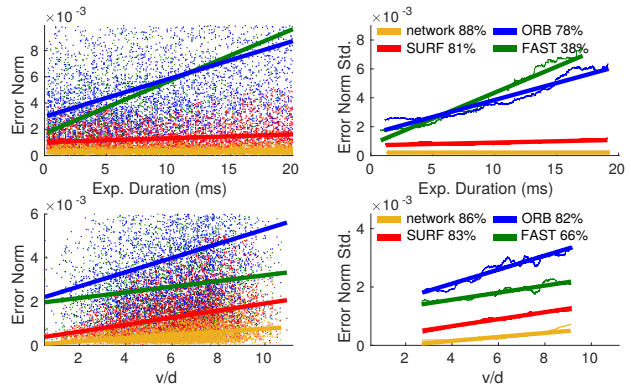 ×10⁻³
8
6
4
2
0
Error Norm
0
5
10
15
20
Exp. Duration (ms)
×10⁻³
network 88%
ORB 78%
SURF 81%
FAST 38%
8
6
4
2
0
Error Norm Std.
0
5
10
15
20
Exp. Duration (ms)
×10⁻³
6
4
2
0
Error Norm
2
4
6
8
10
v/d
×10⁻³
network 86%
ORB 82%
SURF 83%
FAST 66%
4
2
0
Error Norm Std.
2
4
6
8
10
v/d